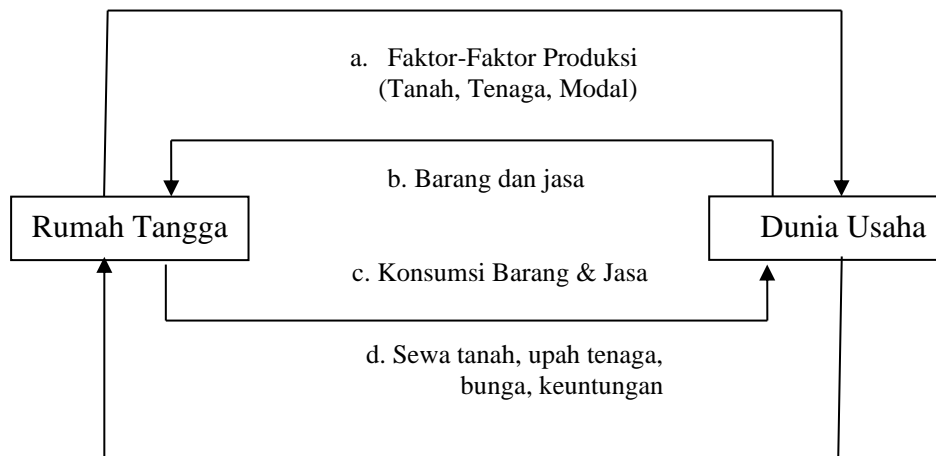 a. Faktor-Faktor Produksi
(Tanah, Tenaga, Modal)
b. Barang dan jasa
Rumah Tangga
Dunia Usaha
c. Konsumsi Barang & Jasa
d. Sewa tanah, upah tenaga,
bunga, keuntungan